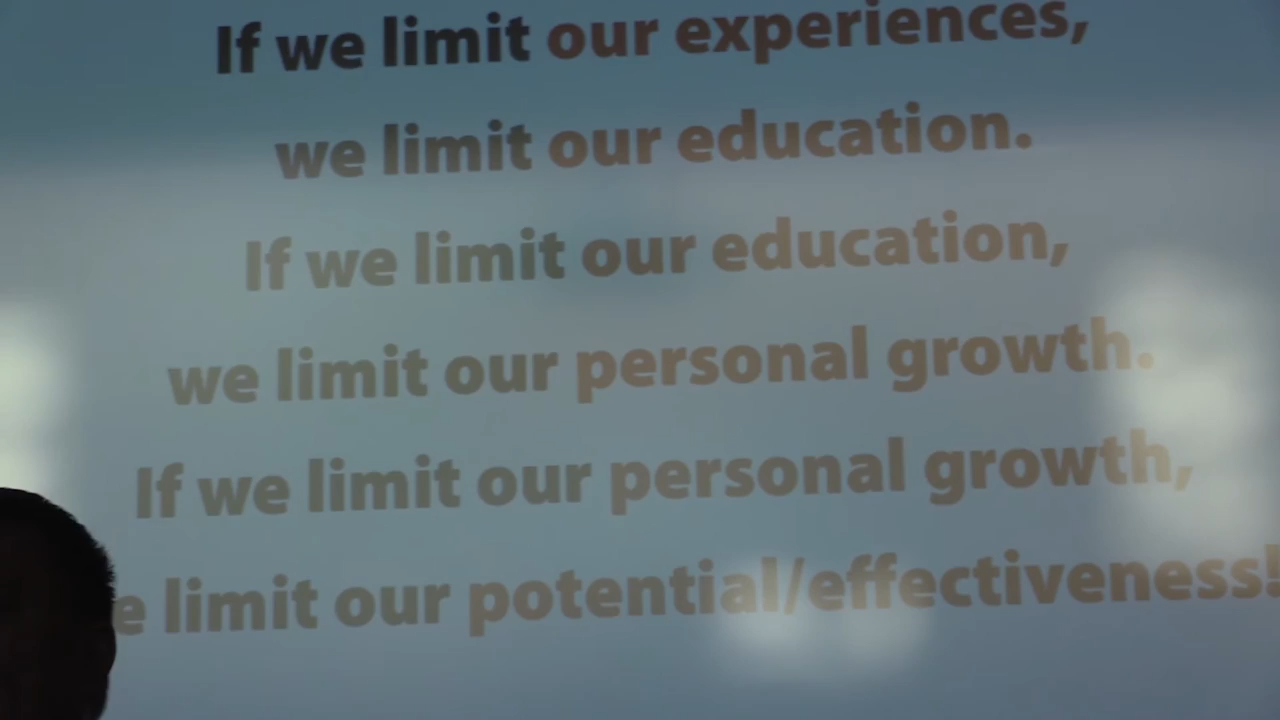 If we limit our experiences,
we limit our education.
If we limit our education,
we limit our personal growth.
If we limit our personal growth,
e limit our potential/effectiveness!